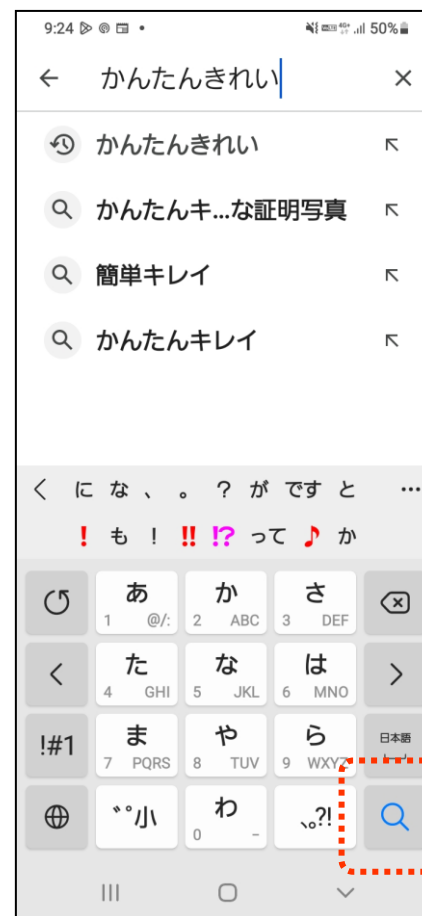 9:24 50%
かんたんきれい
かんたんきれい
かんたんキ...な証明写真
簡単キレイ
かんたんキレイ
に な 、 。 ? が です と ...
! も ! !! !? って ♪ か
あ か さ
1 @/: 2 ABC 3 DEF
た な は
4 GHI 5 JKL 6 MNO
!#1 ま や ら 日本語
7 PQRS 8 TUV 9 WXYZ
゛゜小 わ 、。?!
0 -